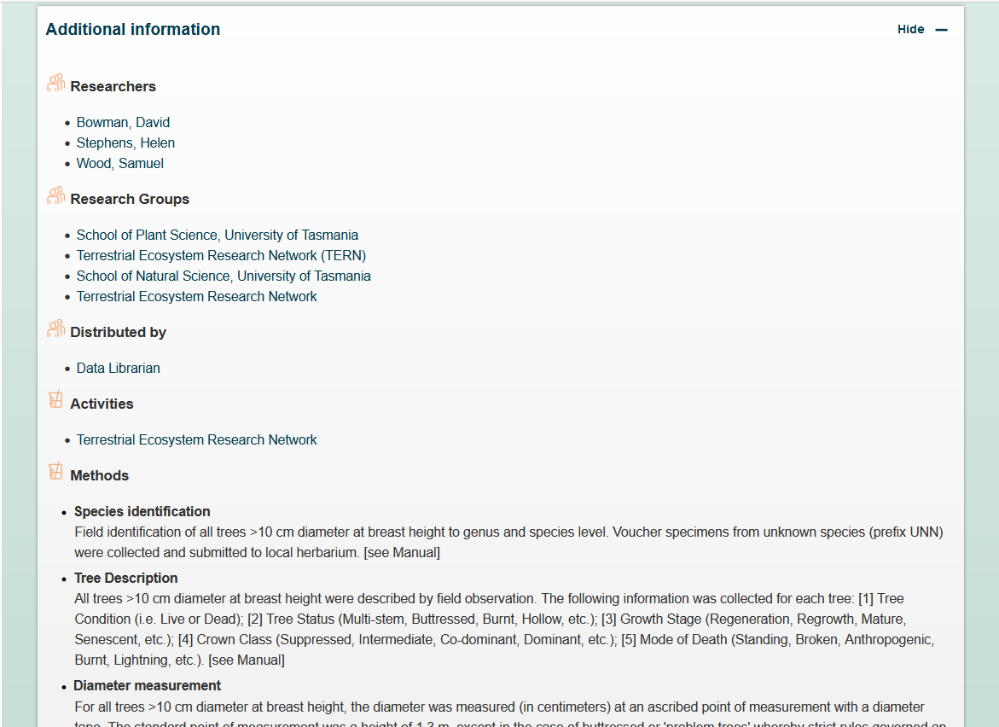 Additional information
Hide
Researchers
Bowman, David
Stephens, Helen
Wood, Samuel
Research Groups
School of Plant Science, University of Tasmania
Terrestrial Ecosystem Research Network (TERN)
School of Natural Science, University of Tasmania
Terrestrial Ecosystem Research Network
Distributed by
Data Librarian
Activities
Terrestrial Ecosystem Research Network
Methods
Species identification
Field identification of all trees >10 cm diameter at breast height to genus and species level. Voucher specimens from unknown species (prefix UNN)
were collected and submitted to local herbarium. [see Manual]
Tree Description
All trees >10 cm diameter at breast height were described by field observation. The following information was collected for each tree: [1] Tree
Condition (i.e. Live or Dead); [2] Tree Status (Multi-stem, Buttressed, Burnt, Hollow, etc.); [3] Growth Stage (Regeneration, Regrowth, Mature,
Senescent, etc.); [4] Crown Class (Suppressed, Intermediate, Co-dominant, Dominant, etc.); [5] Mode of Death (Standing, Broken, Anthropogenic,
Burnt, Lightning, etc.). [see Manual]
Diameter measurement
For all trees >10 cm diameter at breast height, the diameter was measured (in centimeters) at an ascribed point of measurement with a diameter
tape. The standard point of measurement was a height of 1.3 m, except in the case of buttressed or 'problem trees' whereby strict rules governed an